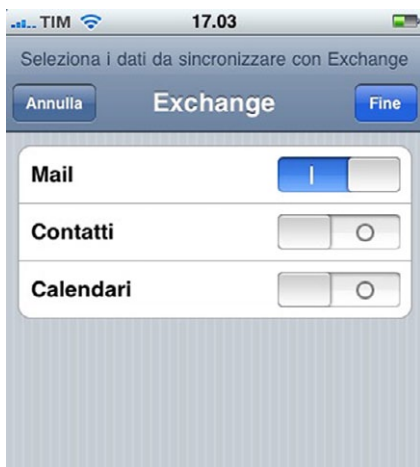 TIM 17.03
Seleziona i dati da sincronizzare con Exchange
Annulla Exchange Fine
Mail
Contatti
Calendari